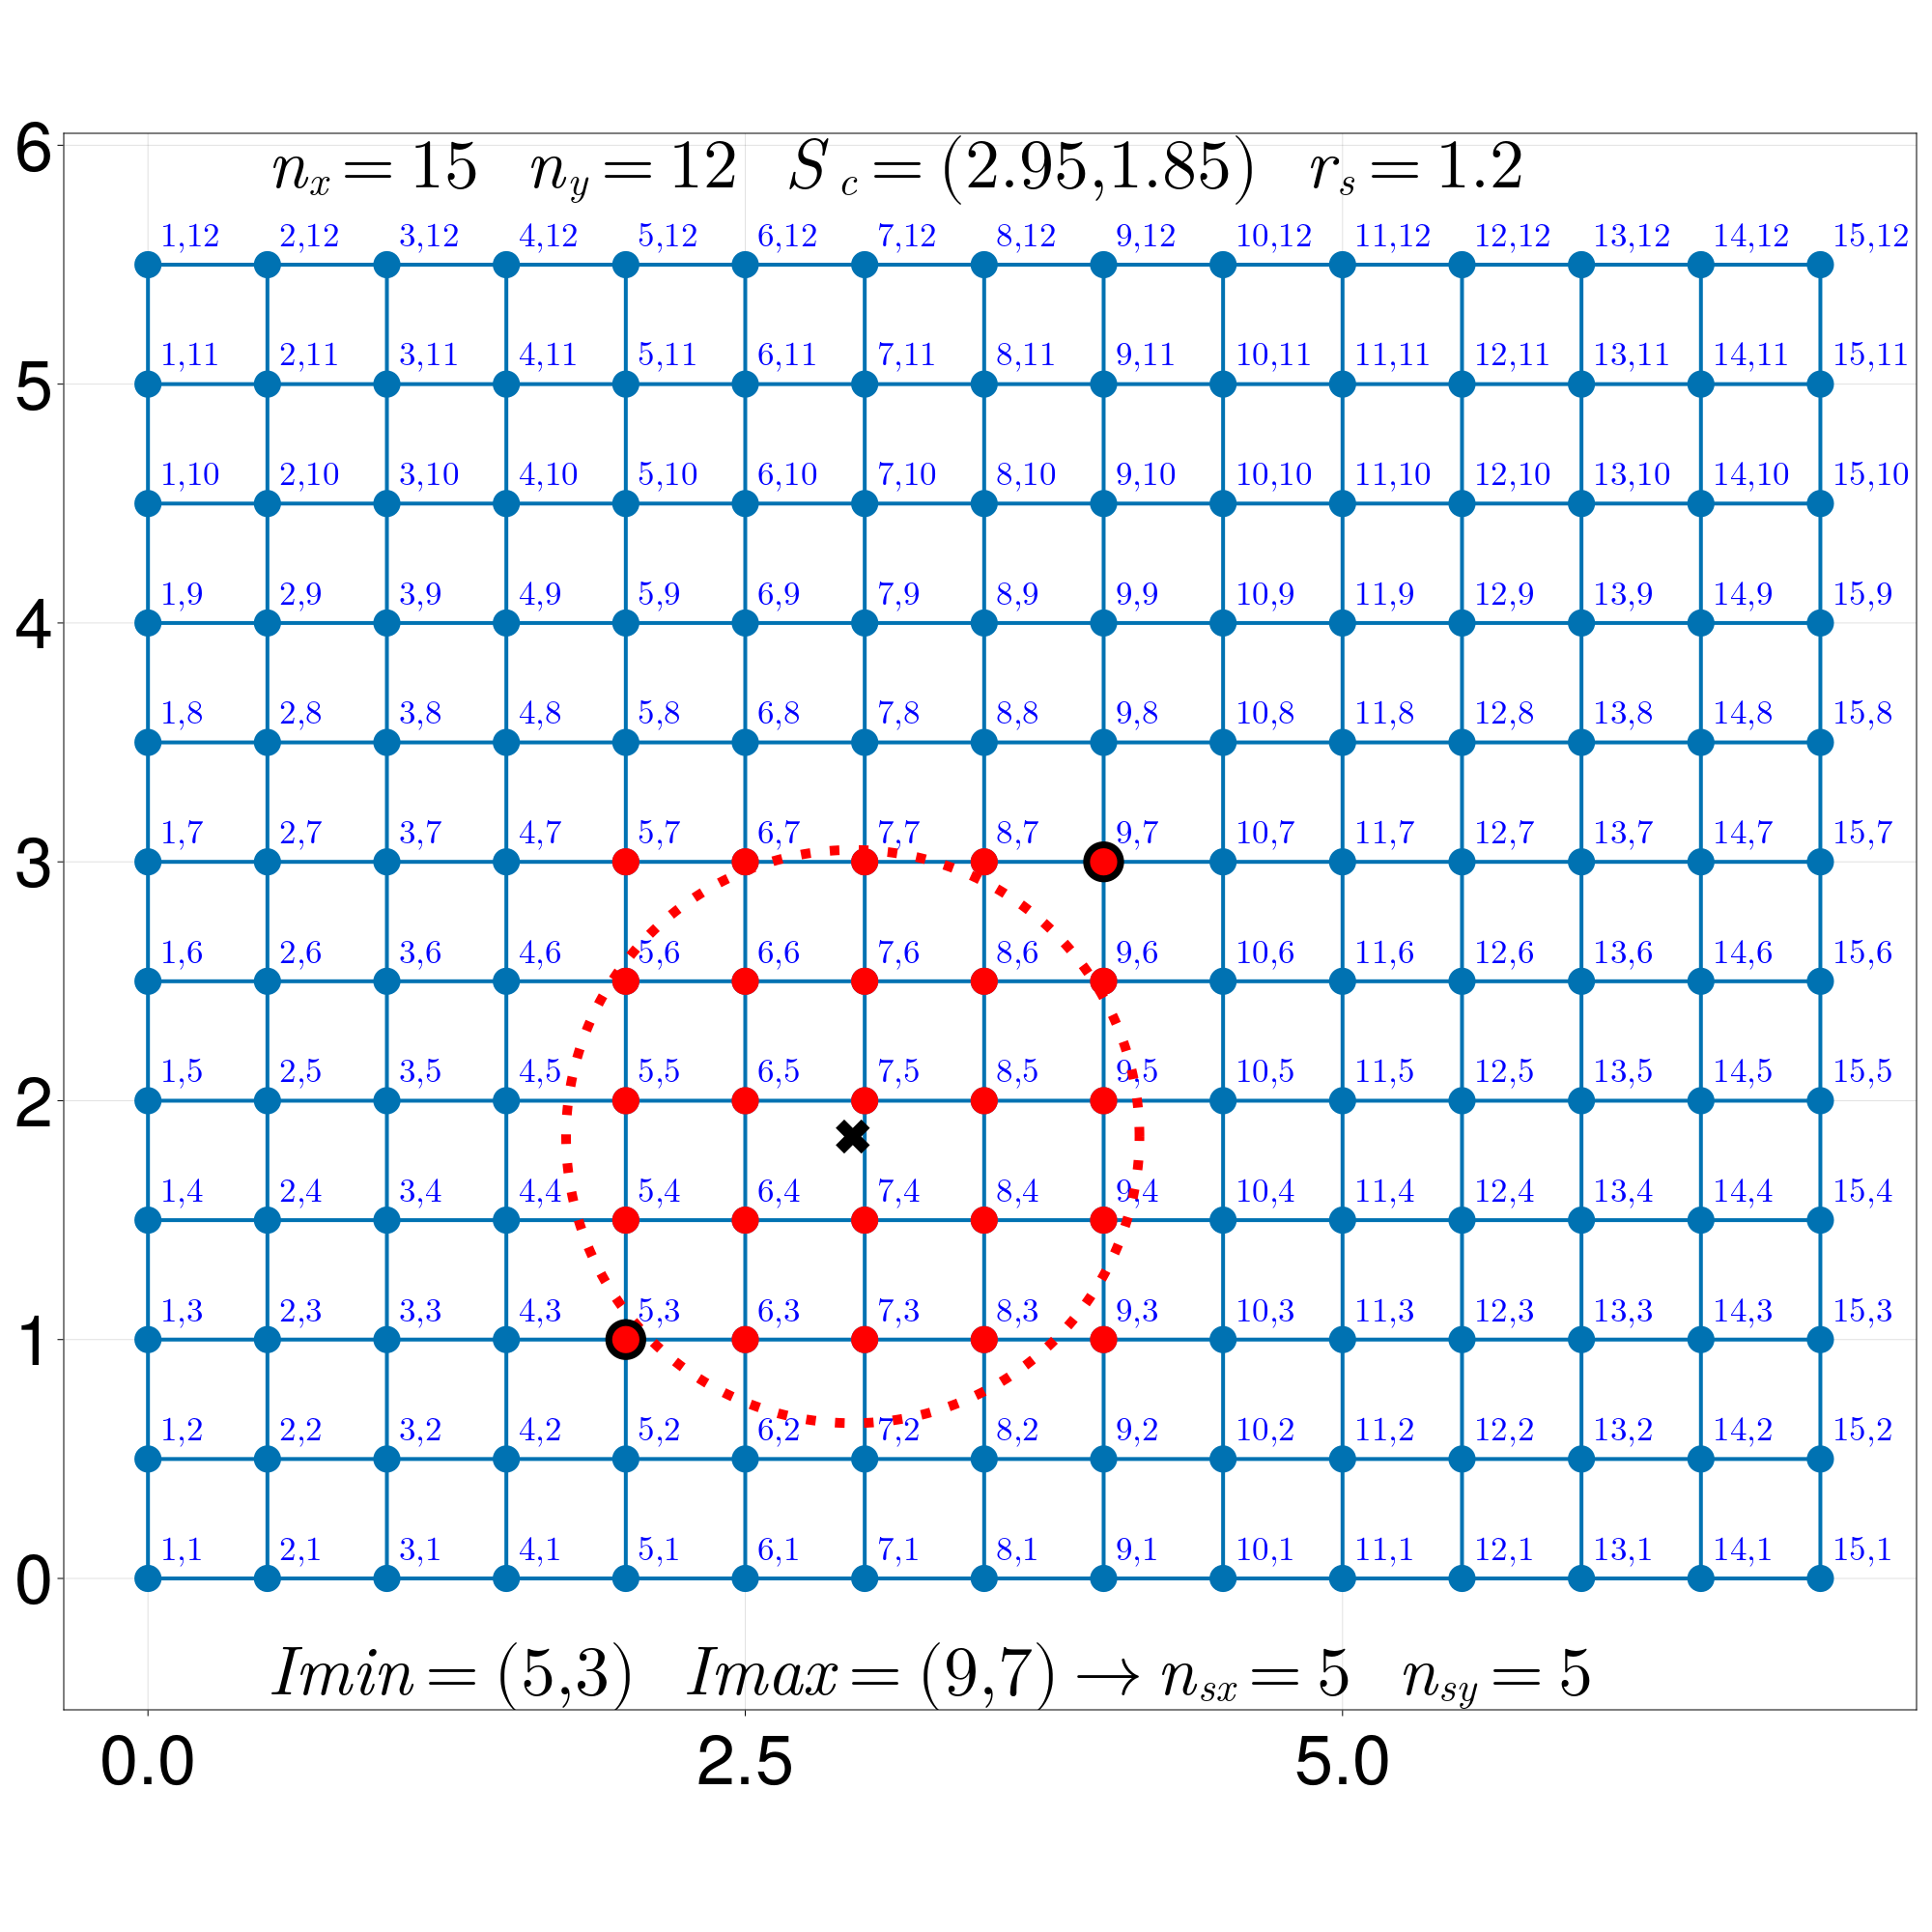 6
n_x = 15 n_y = 12 S_c = (2.95,1.85) r_s = 1.2
1,12 2,12 3,12 4,12 5,12 6,12 7,12 8,12 9,12 10,12 11,12 12,12 13,12 14,12 15,12
5
1,11 2,11 3,11 4,11 5,11 6,11 7,11 8,11 9,11 10,11 11,11 12,11 13,11 14,11 15,11
1,10 2,10 3,10 4,10 5,10 6,10 7,10 8,10 9,10 10,10 11,10 12,10 13,10 14,10 15,10
4
1,9 2,9 3,9 4,9 5,9 6,9 7,9 8,9 9,9 10,9 11,9 12,9 13,9 14,9 15,9
1,8 2,8 3,8 4,8 5,8 6,8 7,8 8,8 9,8 10,8 11,8 12,8 13,8 14,8 15,8
3
1,7 2,7 3,7 4,7 5,7 6,7 7,7 8,7 9,7 10,7 11,7 12,7 13,7 14,7 15,7
1,6 2,6 3,6 4,6 5,6 6,6 7,6 8,6 9,6 10,6 11,6 12,6 13,6 14,6 15,6
2
1,5 2,5 3,5 4,5 5,5 6,5 7,5 8,5 9,5 10,5 11,5 12,5 13,5 14,5 15,5
1,4 2,4 3,4 4,4 5,4 6,4 7,4 8,4 9,4 10,4 11,4 12,4 13,4 14,4 15,4
1
1,3 2,3 3,3 4,3 5,3 6,3 7,3 8,3 9,3 10,3 11,3 12,3 13,3 14,3 15,3
1,2 2,2 3,2 4,2 5,2 6,2 7,2 8,2 9,2 10,2 11,2 12,2 13,2 14,2 15,2
0
1,1 2,1 3,1 4,1 5,1 6,1 7,1 8,1 9,1 10,1 11,1 12,1 13,1 14,1 15,1
Imin = (5,3) Imax = (9,7) → n_{sx} = 5 n_{sy} = 5
0.0 2.5 5.0